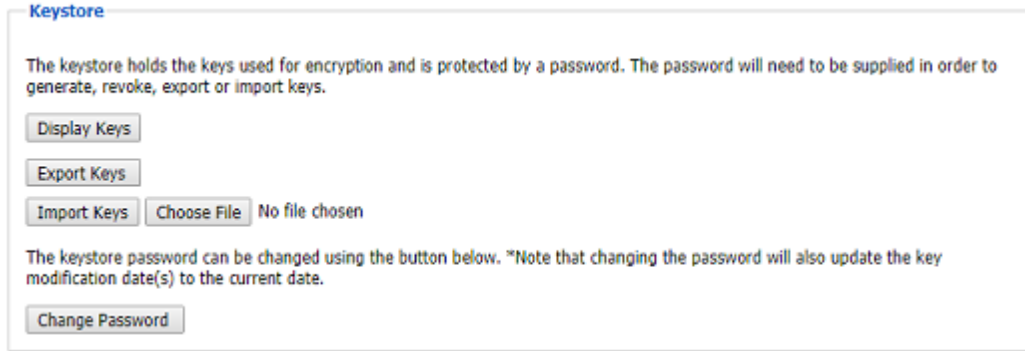 Keystore
The keystore holds the keys used for encryption and is protected by a password. The password will need to be supplied in order to
generate, revoke, export or import keys.
Display Keys
Export Keys
Import Keys Choose File No file chosen
The keystore password can be changed using the button below. *Note that changing the password will also update the key
modification date(s) to the current date.
Change Password